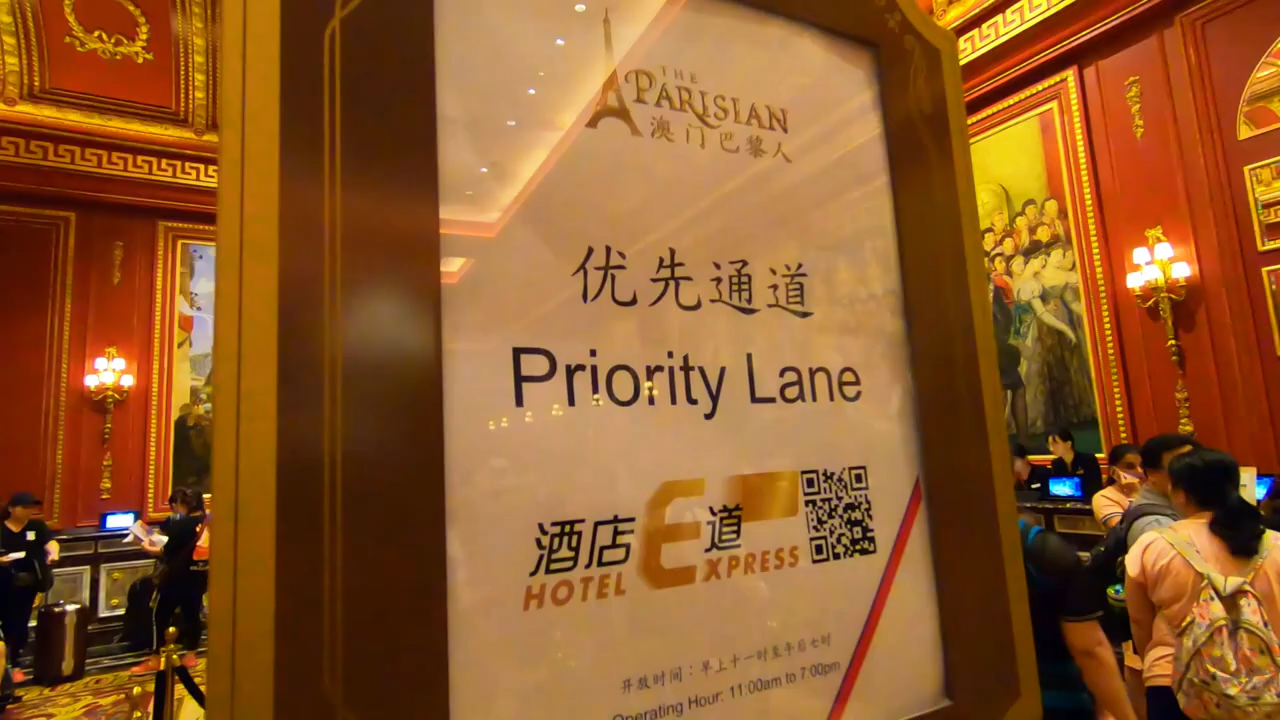 THE
PARISIAN
澳门巴黎人
优先通道
Priority Lane
酒店E道
HOTEL EXPRESS
开放时间：早上十一时至午后七时
Operating Hour: 11:00am to 7:00pm